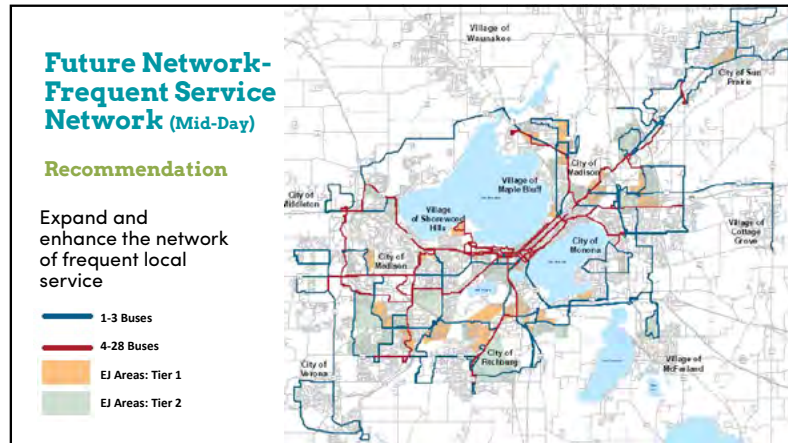 Future Network-
Frequent Service
Network (Mid-Day)
Recommendation
Expand and
enhance the network
of frequent local
service
1-3 Buses
4-28 Buses
EJ Areas: Tier 1
EJ Areas: Tier 2
Village of
Waunakee
City of Sun
Prairie
City of
Madison
Village of
Maple Bluff
City of
Middleton
Village
of Shorewood
Hills
Village of
Cottage
Grove
City of
Monona
City of
Madison
City of
Fitchburg
City of
Verona
Village of
McFarland